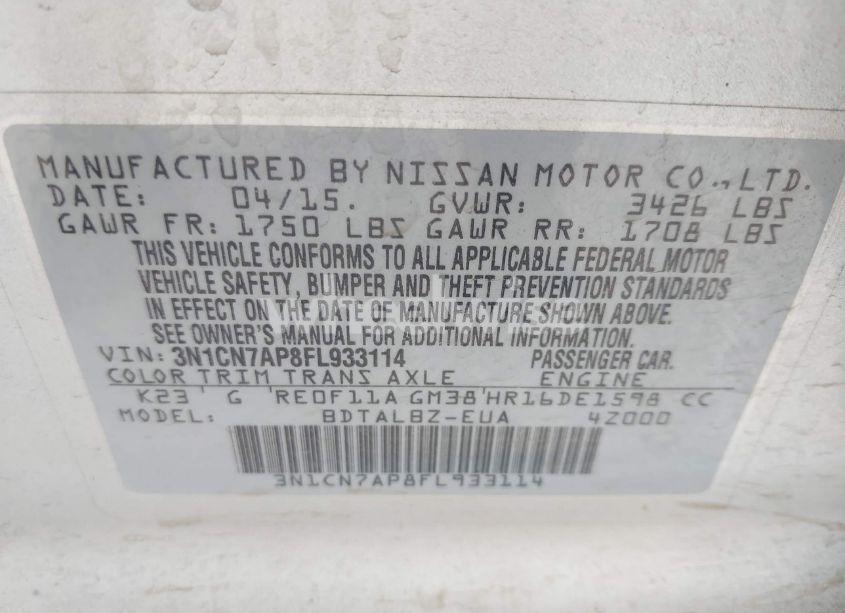 MANUFACTURED BY NISSAN MOTOR CO., LTD.
DATE: 04/15. GVWR: 3426 LBS
GAWR FR: 1750 LBS GAWR RR: 1708 LBS
THIS VEHICLE CONFORMS TO ALL APPLICABLE FEDERAL MOTOR
VEHICLE SAFETY, BUMPER AND THEFT PREVENTION STANDARDS
IN EFFECT ON THE DATE OF MANUFACTURE SHOWN ABOVE.
SEE OWNER'S MANUAL FOR ADDITIONAL INFORMATION.
VIN: 3N1CN7AP8FL933114 PASSENGER CAR.
COLOR TRIM TRANS AXLE ENGINE
K23 G RE0F11A GM38 HR16DE1598 CC
MODEL: BDTALBZ-EUA 4Z000
3N1CN7AP8FL933114